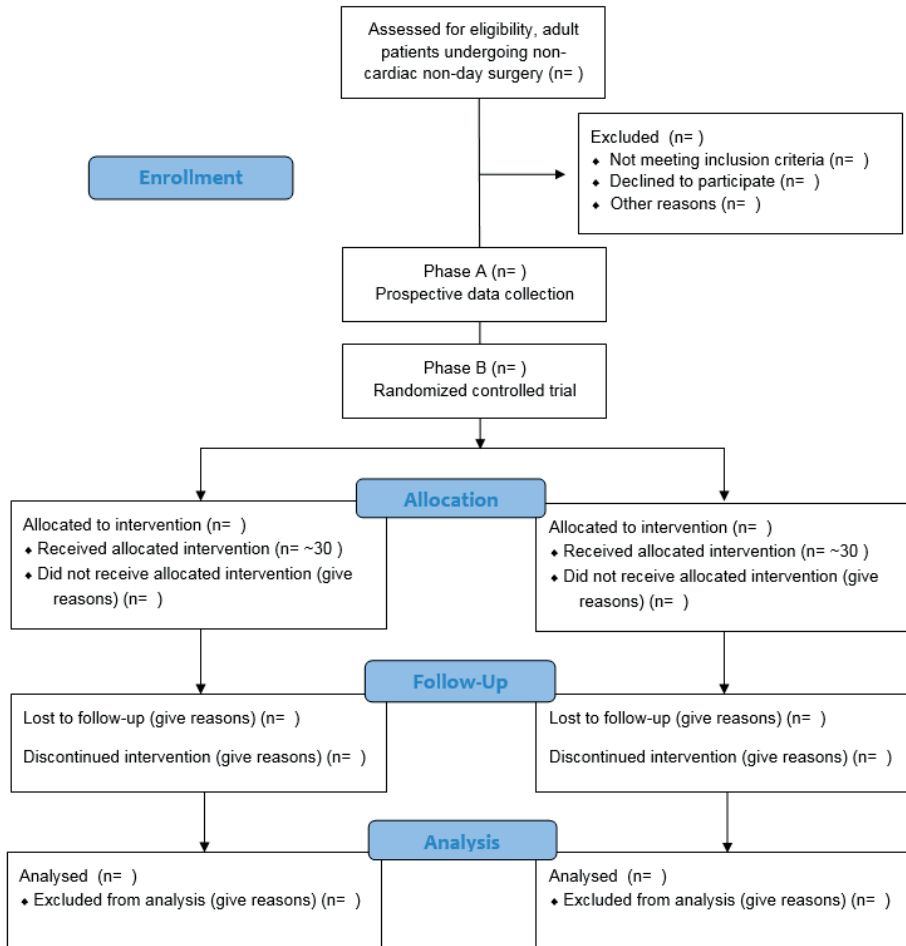 Assessed for eligibility, adult
patients undergoing non-
cardiac non-day surgery (n= )
Excluded (n= )
♦ Not meeting inclusion criteria (n=  )
♦ Declined to participate (n=  )
♦ Other reasons (n=  )
Enrollment
Phase A (n= )
Prospective data collection
Phase B (n= )
Randomized controlled trial
Allocation
Allocated to intervention (n=  )
♦ Received allocated intervention (n= ~30 )
♦ Did not receive allocated intervention (give
reasons) (n=  )
Allocated to intervention (n=  )
♦ Received allocated intervention (n= ~30 )
♦ Did not receive allocated intervention (give
reasons) (n=  )
Follow-Up
Lost to follow-up (give reasons) (n=  )
Discontinued intervention (give reasons) (n=  )
Lost to follow-up (give reasons) (n=  )
Discontinued intervention (give reasons) (n=  )
Analysis
Analysed  (n=  )
♦ Excluded from analysis (give reasons) (n=  )
Analysed  (n=  )
♦ Excluded from analysis (give reasons) (n=  )